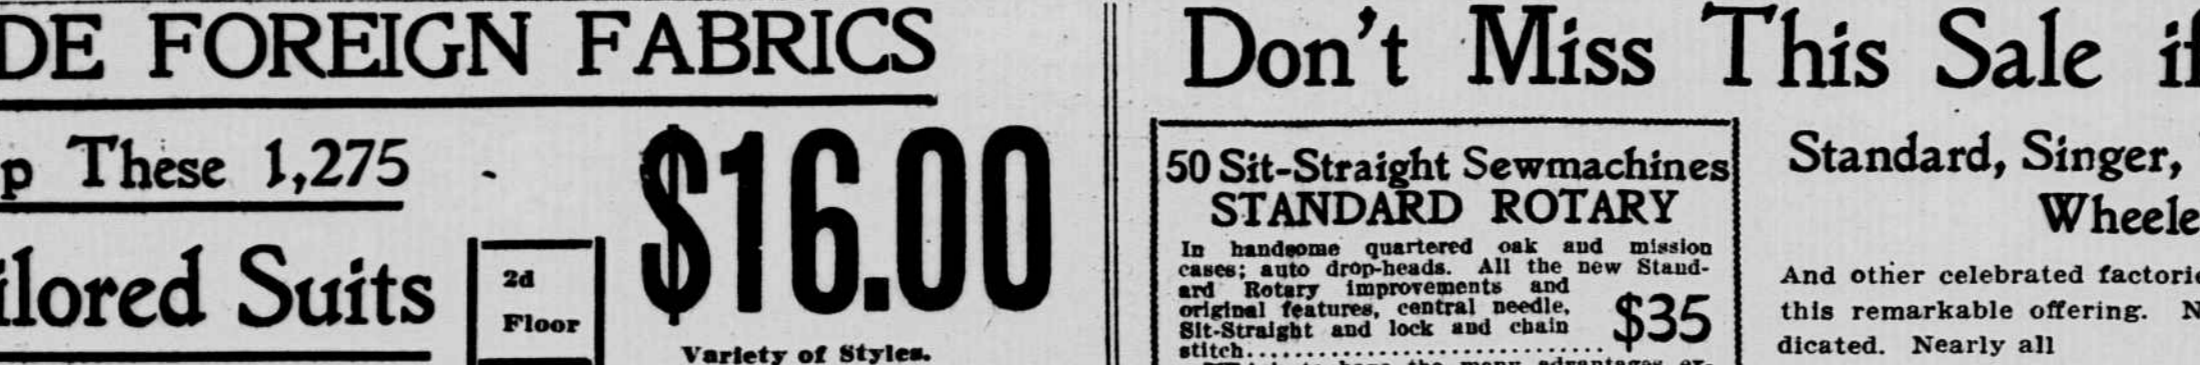 DE FOREIGN FABRICS
p These 1,275
ilored Suits
2d
Floor
$16.00
Variety of Styles.
Don't Miss This Sale if
50 Sit-Straight Sewmachines
STANDARD ROTARY
In handsome quartered oak and mission
cases; auto drop-heads. All the new Stand-
ard Rotary improvements and
original features, central needle,
Sit-Straight and lock and chain
stitch..............................
$35
Standard, Singer,
Wheele
And other celebrated factorie
this remarkable offering. N
dicated. Nearly all